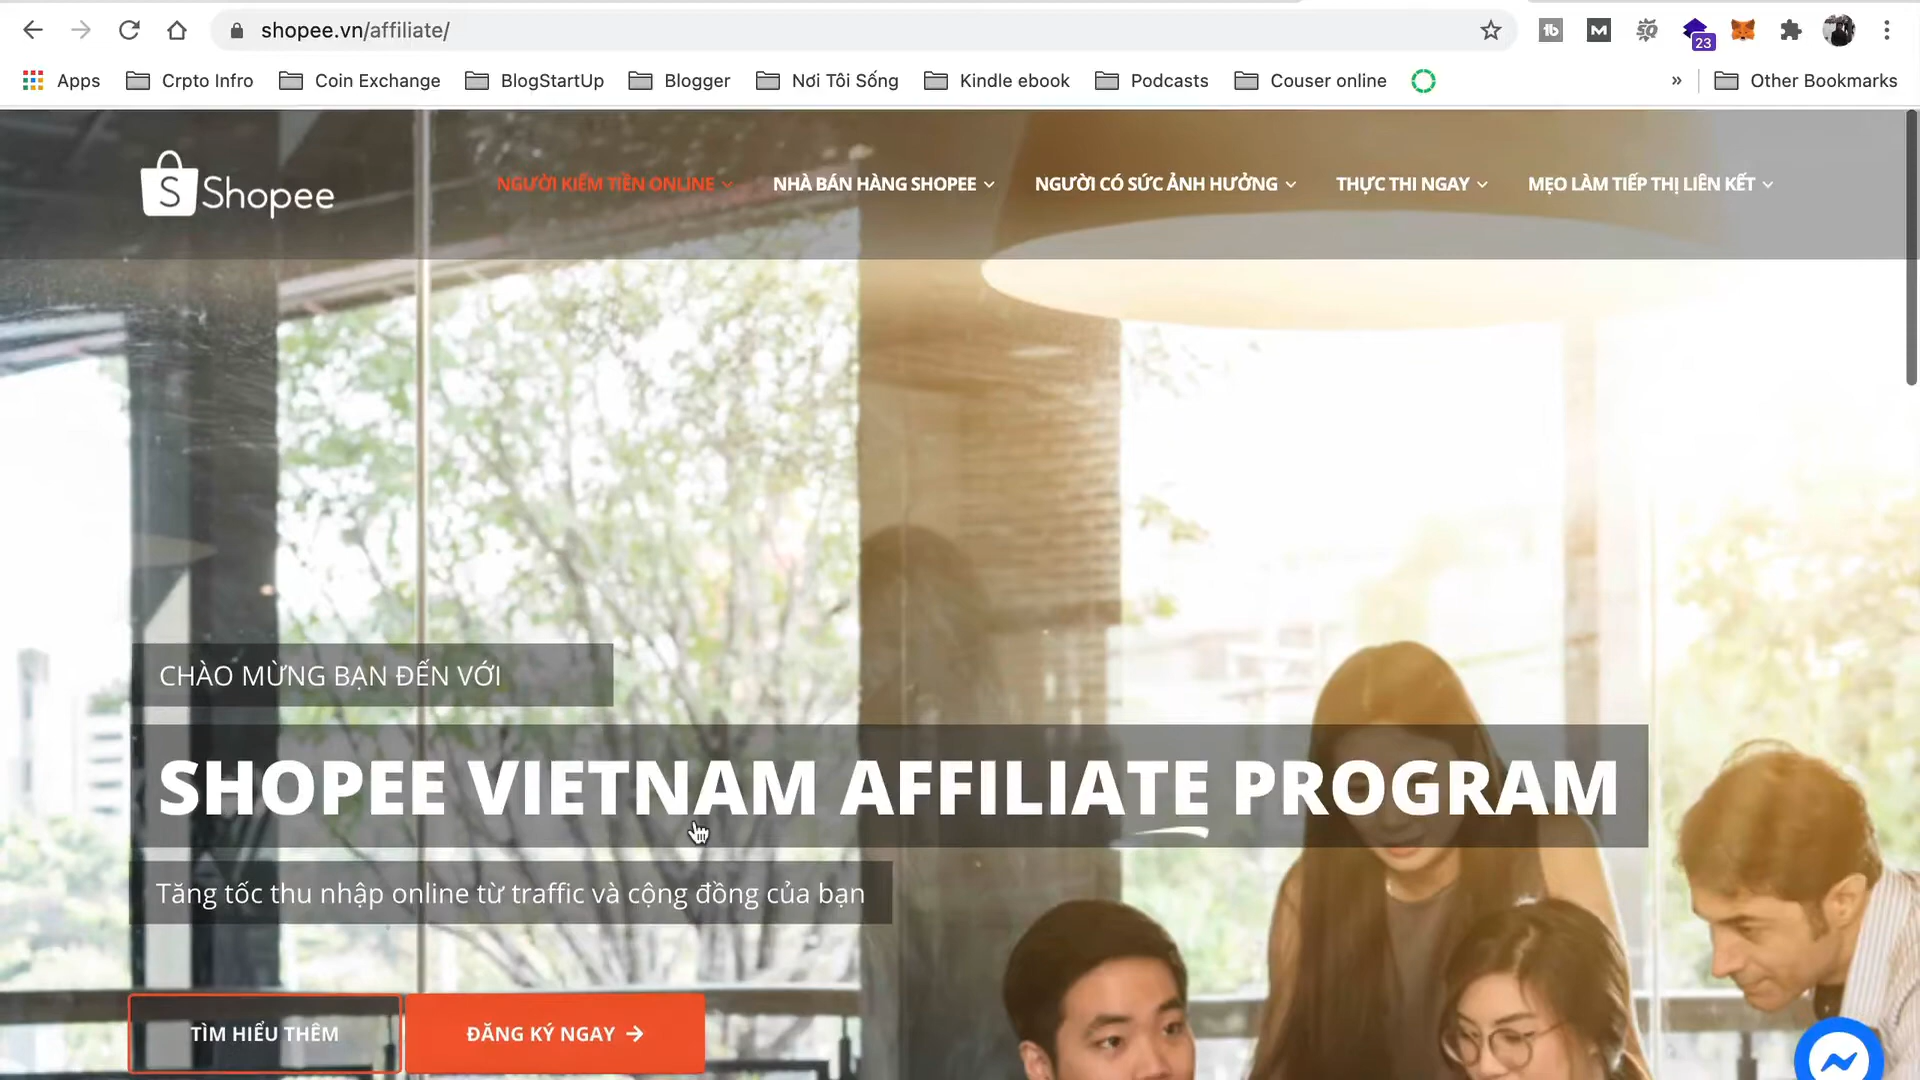 shopee.vn/affiliate/
23
Apps
Crpto Infro
Coin Exchange
BlogStartUp
Blogger
Nơi Tôi Sống
Kindle ebook
Podcasts
Couser online
»
Other Bookmarks
S Shopee
NGƯỜI KIẾM TIỀN ONLINE
NHÀ BÁN HÀNG SHOPEE
NGƯỜI CÓ SỨC ẢNH HƯỞNG
THỰC THI NGAY
MẸO LÀM TIẾP THỊ LIÊN KẾT
CHÀO MỪNG BẠN ĐẾN VỚI
SHOPEE VIETNAM AFFILIATE PROGRAM
Tăng tốc thu nhập online từ traffic và cộng đồng của bạn
TÌM HIỂU THÊM
ĐĂNG KÝ NGAY →